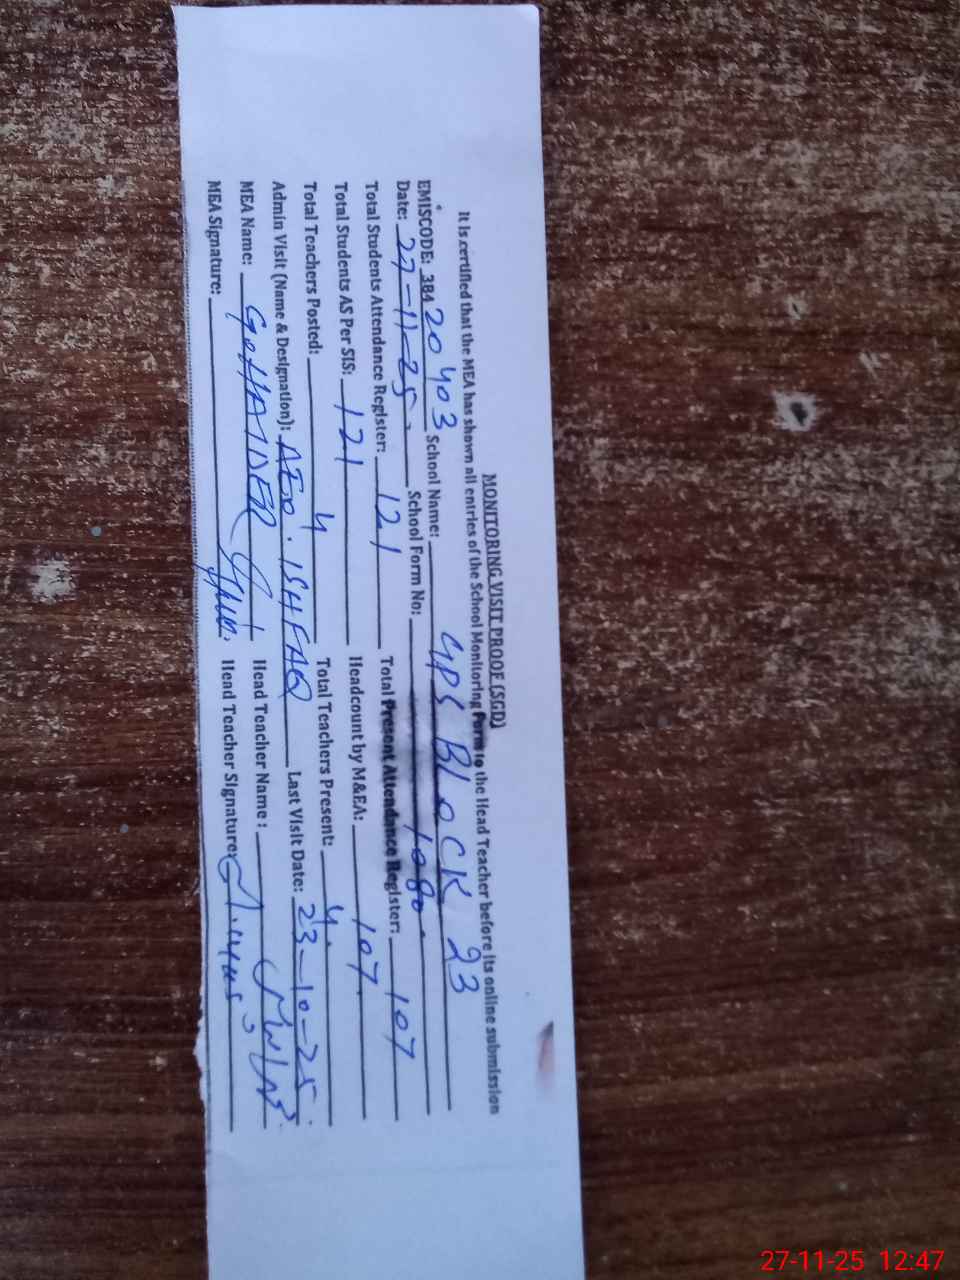 MONITORING VISIT PROOF (SGD)
It is certified that the MEA has shown all entries of the School Monitoring Form to the Head Teacher before its online submission
EMISCODE: 38420403 School Name: GPS BLOCK 23
Date: 27-11-25. School Form No: 1080.
Total Students Attendance Register: 121 Total Present Attendance Register: 107
Total Students AS Per SIS: 121 Headcount by M&EA: 107.
Total Teachers Posted: 4 Total Teachers Present: 4.
Admin Visit (Name & Designation): AEO. ISHFAQ Last Visit Date: 23-10-25.
MEA Name: HAIDER Head Teacher Name:
MEA Signature: Head Teacher Signature:
27-11-25 12:47